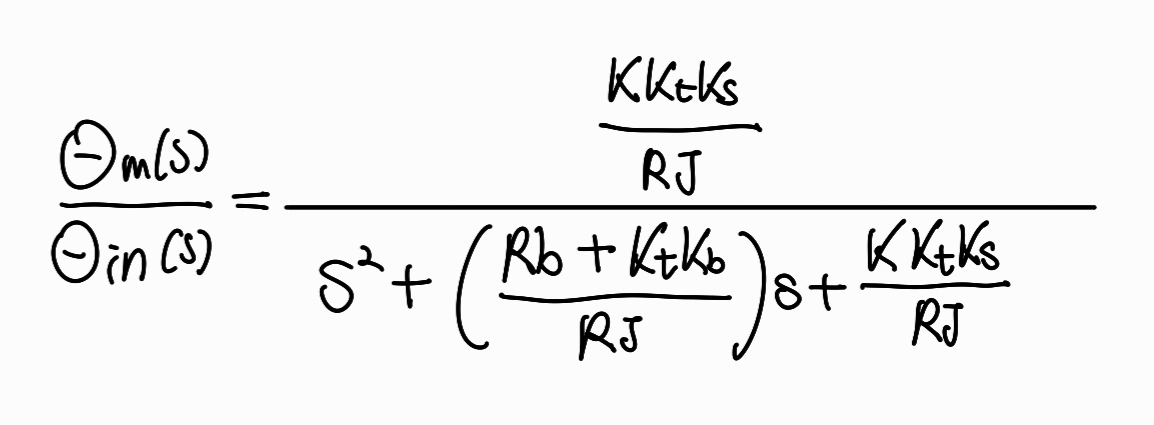 Θm(s)/Θin(s) = (KKtKs/RJ) / (s² + ((Rb + KtKb)/RJ)s + KKtKs/RJ)